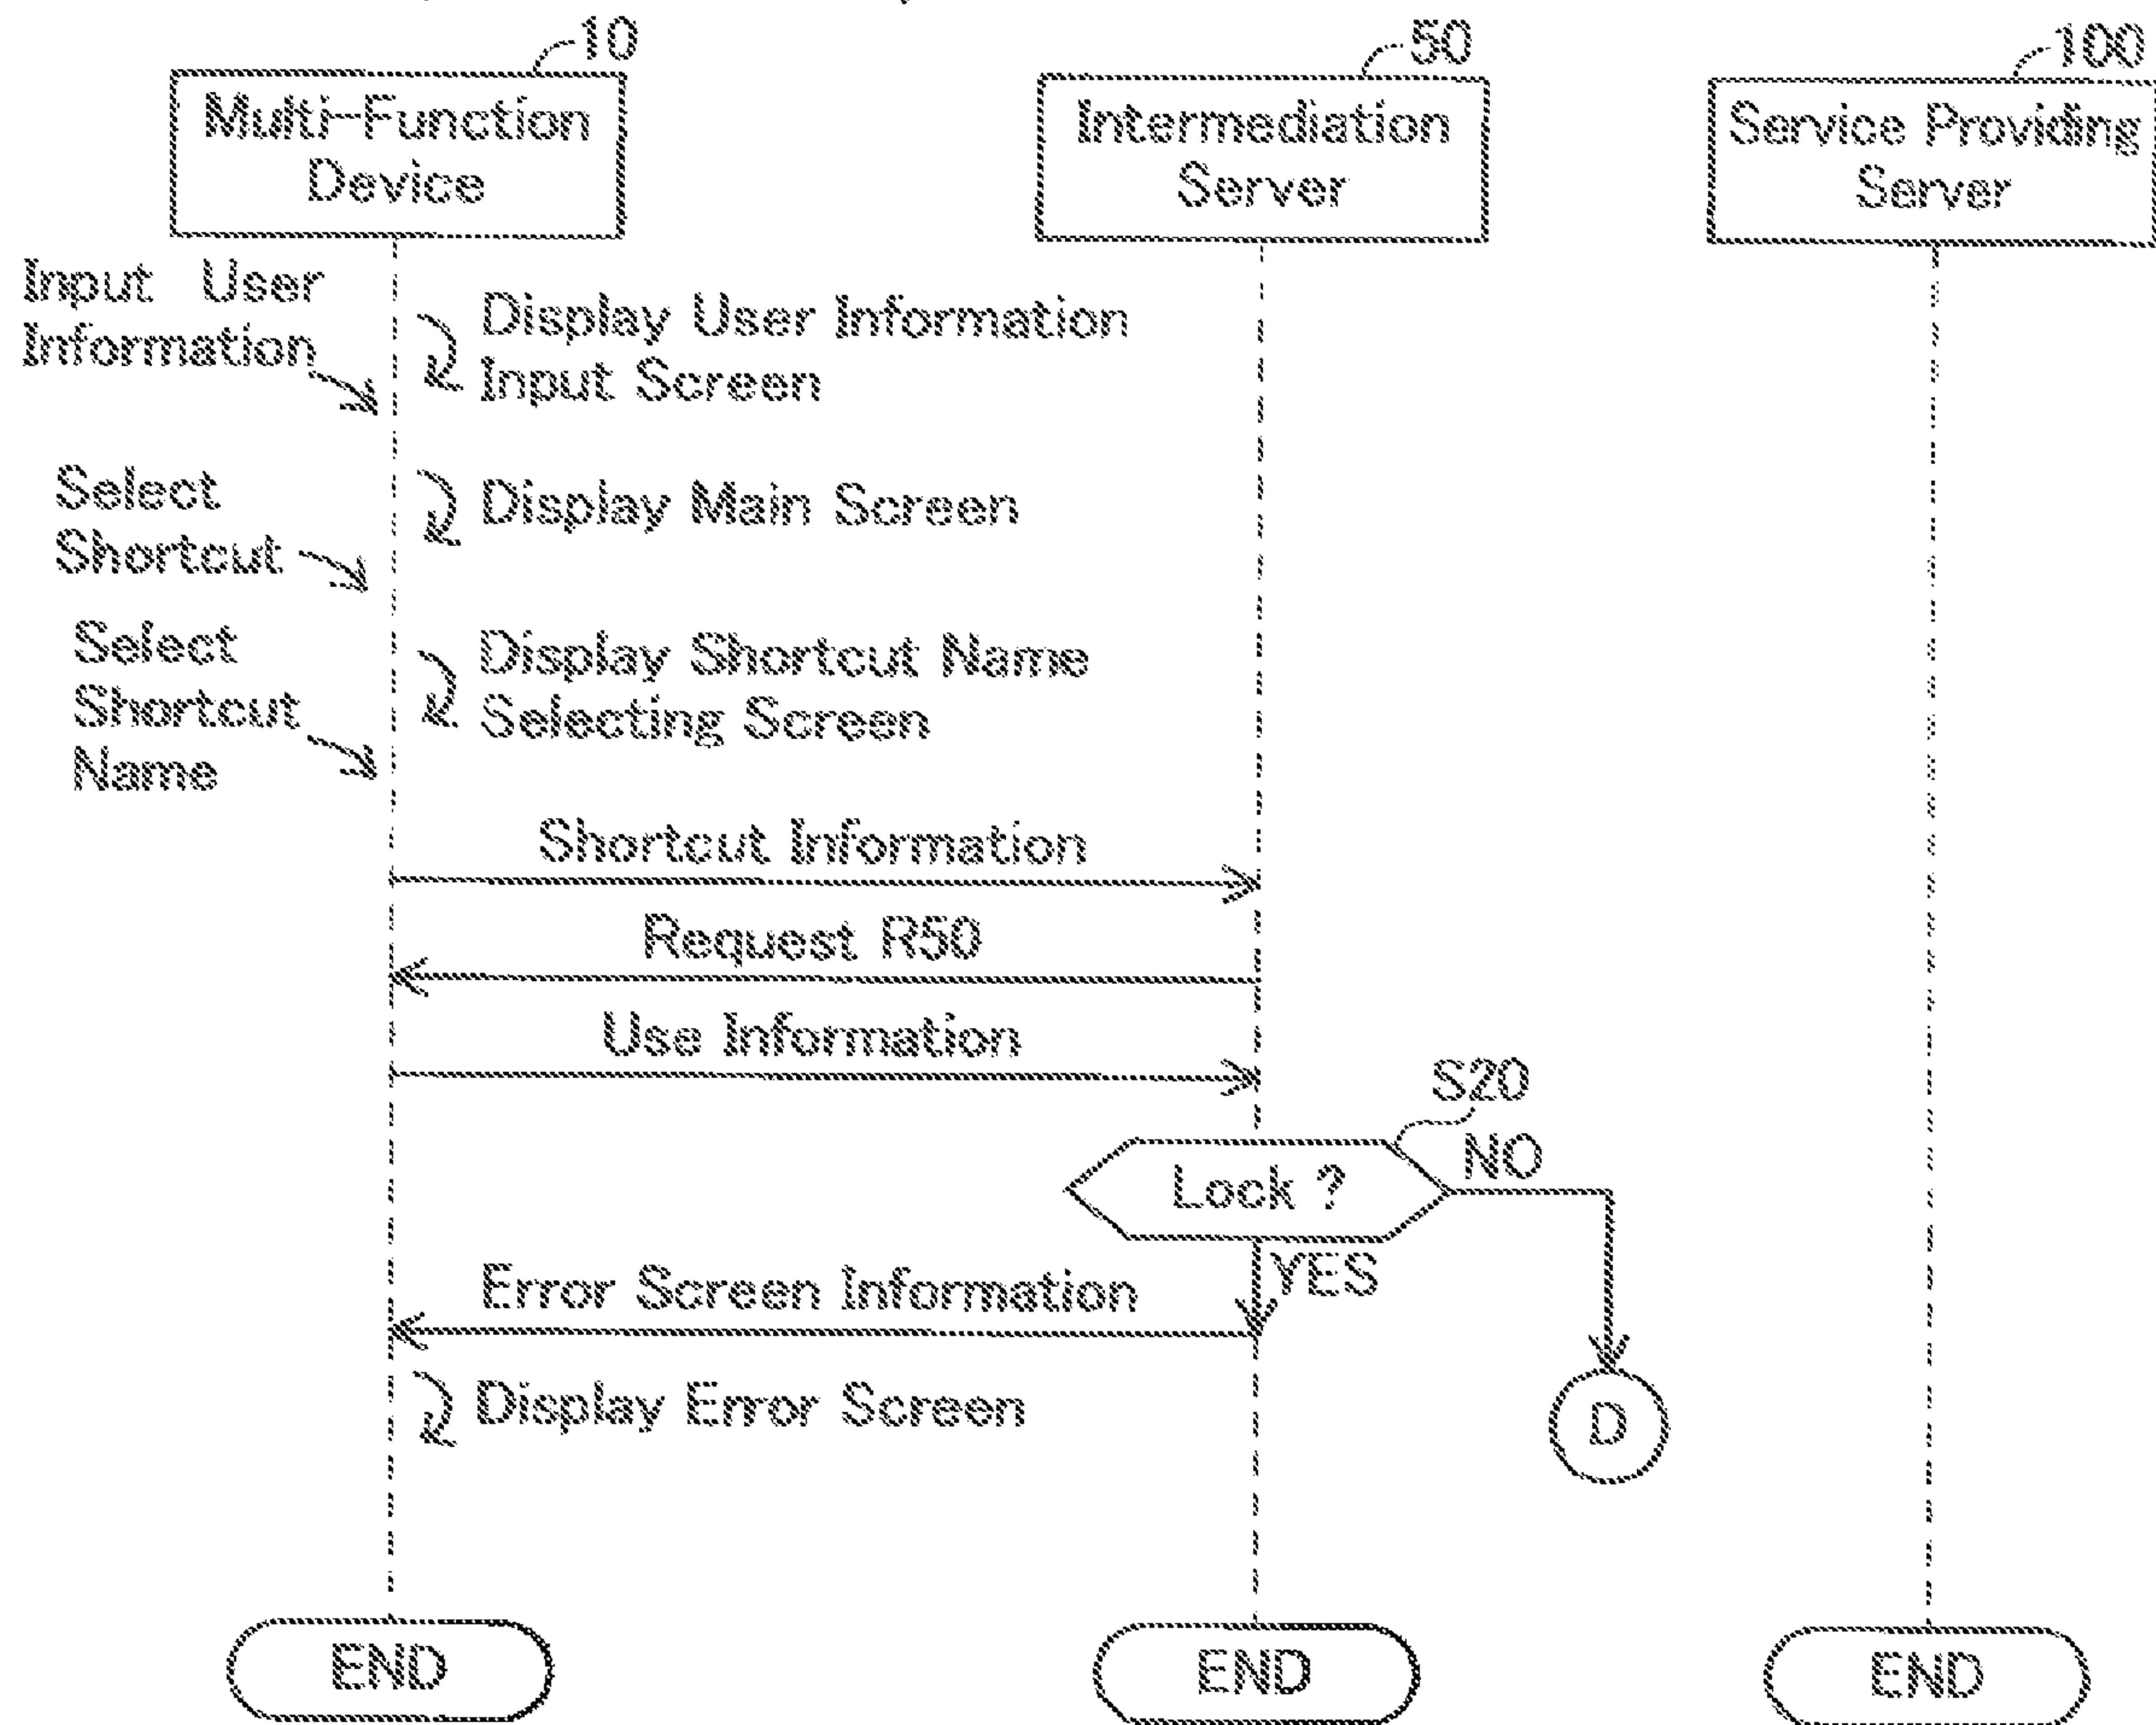 10
50
100
Multi-Function
Device
Intermediation
Server
Service Providing
Server
Input User
Information
Display User Information
Input Screen
Select
Shortcut
Display Main Screen
Select
Shortcut
Name
Display Shortcut Name
Selecting Screen
Shortcut Information
Request R50
Use Information
S20
Lock ?
NO
YES
Error Screen Information
Display Error Screen
D
END
END
END